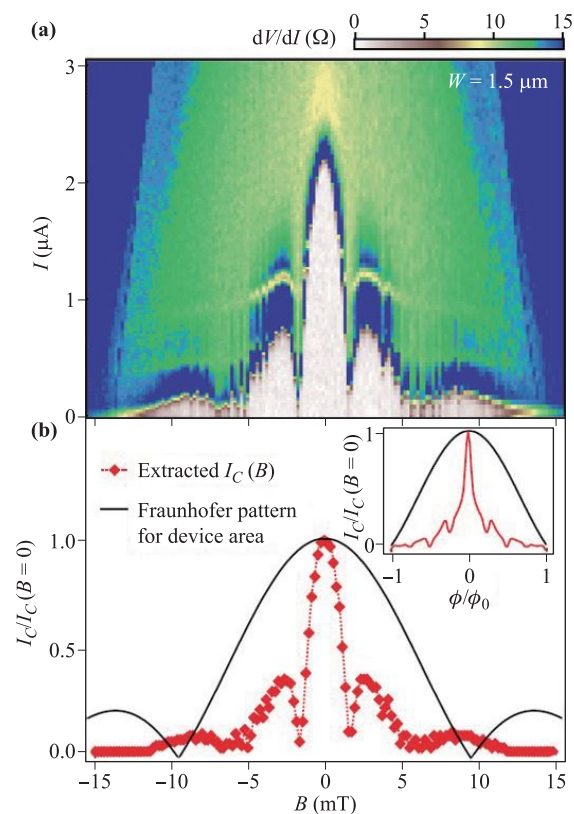 (a)
dV/dI (Ω)
0 5 10 15
W = 1.5 μm
3
2
1
0
I (μA)
(b)
Extracted I_C (B)
Fraunhofer pattern
for device area
1.0
0.5
0.0
I_C/I_C (B = 0)
−15 −10 −5 0 5 10 15
B (mT)
1
0
I_C/I_C (B = 0)
−1 0 1
ϕ/ϕ_0